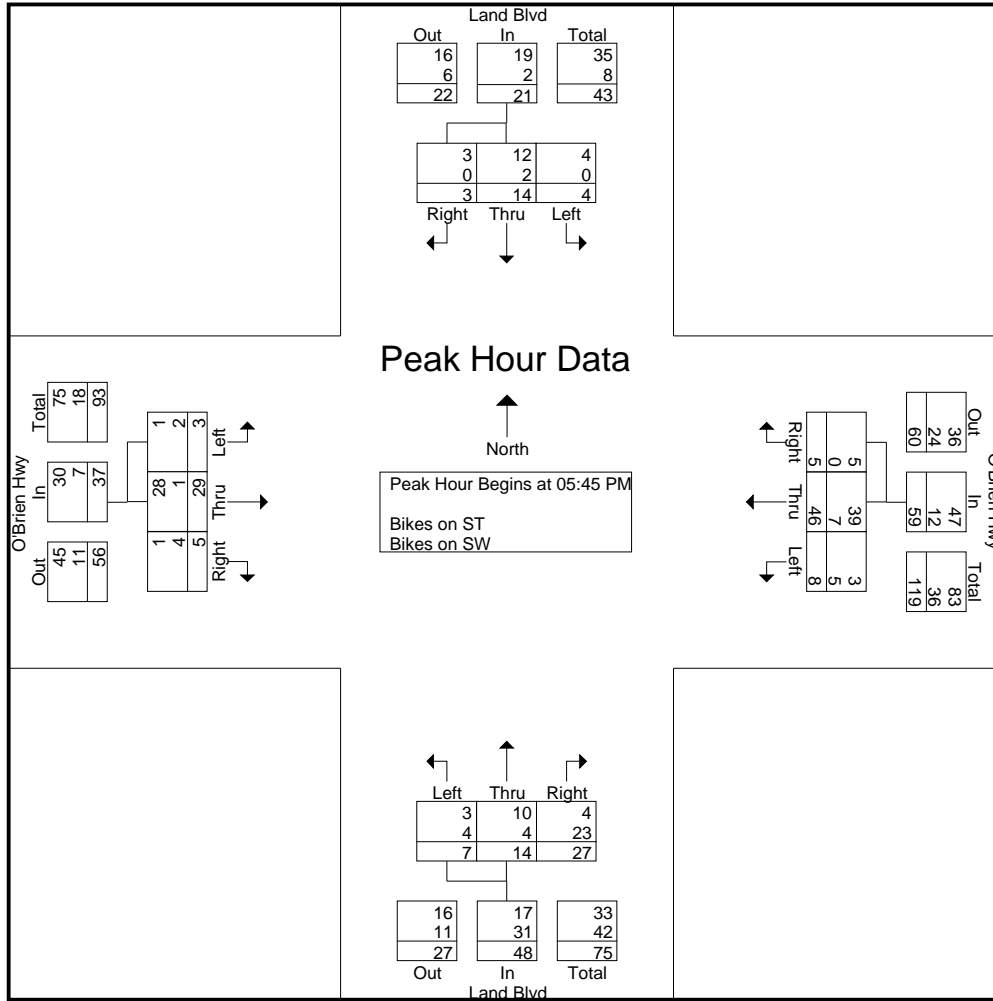 Land Blvd
Out In Total
16 19 35
6 2 8
22 21 43
3 12 4
0 2 0
3 14 4
Right Thru Left
Peak Hour Data
North
Peak Hour Begins at 05:45 PM
Bikes on ST
Bikes on SW
O'Brien Hwy
Out In Total
45 30 75
11 7 18
56 37 93
Right Thru Left
1 28 1
4 1 2
5 29 3
O'Brien Hwy
Out In Total
36 47 83
24 12 36
60 59 119
Right Thru Left
5 39 3
0 7 5
5 46 8
Left Thru Right
3 10 4
4 4 23
7 14 27
16 17 33
11 31 42
27 48 75
Out In Total
Land Blvd